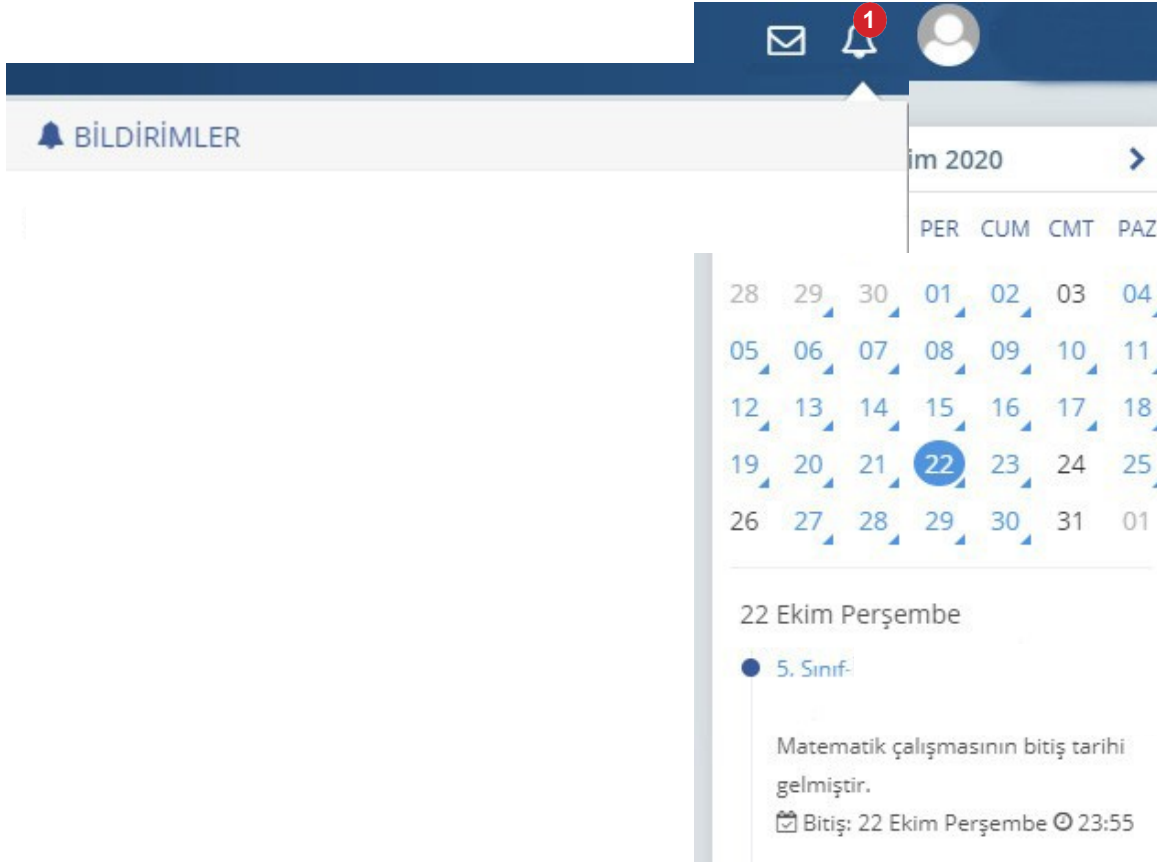 1
BİLDİRİMLER
im 2020
PER CUM CMT PAZ
28 29 30 01 02 03 04
05 06 07 08 09 10 11
12 13 14 15 16 17 18
19 20 21 22 23 24 25
26 27 28 29 30 31 01
22 Ekim Perşembe
5. Sınıf-
Matematik çalışmasının bitiş tarihi
gelmiştir.
Bitiş: 22 Ekim Perşembe 23:55